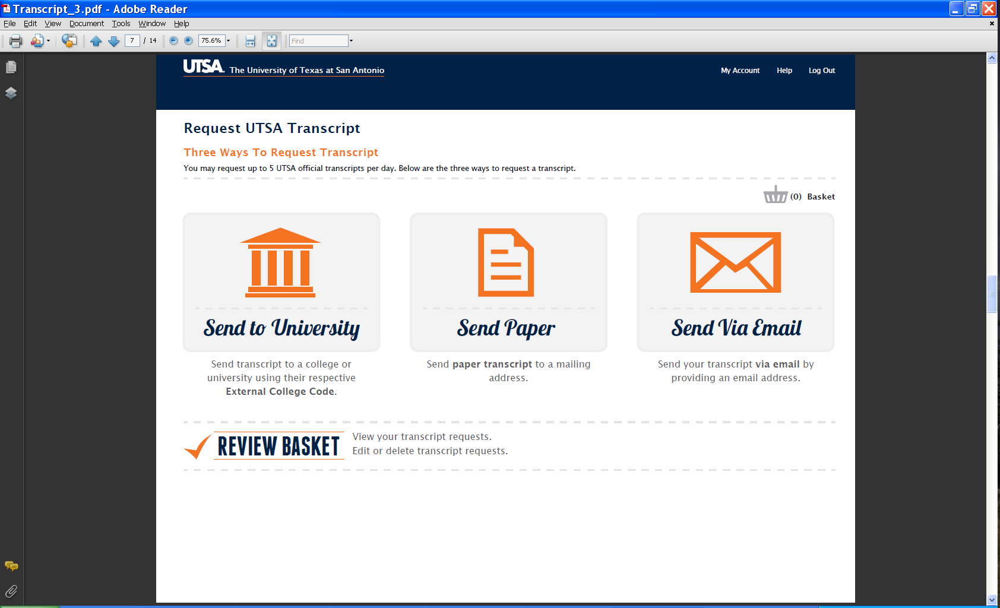 Transcript_3.pdf - Adobe Reader
File Edit View Document Tools Window Help
7 / 14 75.6% Find
UTSA. The University of Texas at San Antonio
My Account Help Log Out
Request UTSA Transcript
Three Ways To Request Transcript
You may request up to 5 UTSA official transcripts per day. Below are the three ways to request a transcript.
(0) Basket
Send to University
Send transcript to a college or
university using their respective
External College Code.
Send Paper
Send paper transcript to a mailing
address.
Send Via Email
Send your transcript via email by
providing an email address.
REVIEW BASKET
View your transcript requests.
Edit or delete transcript requests.